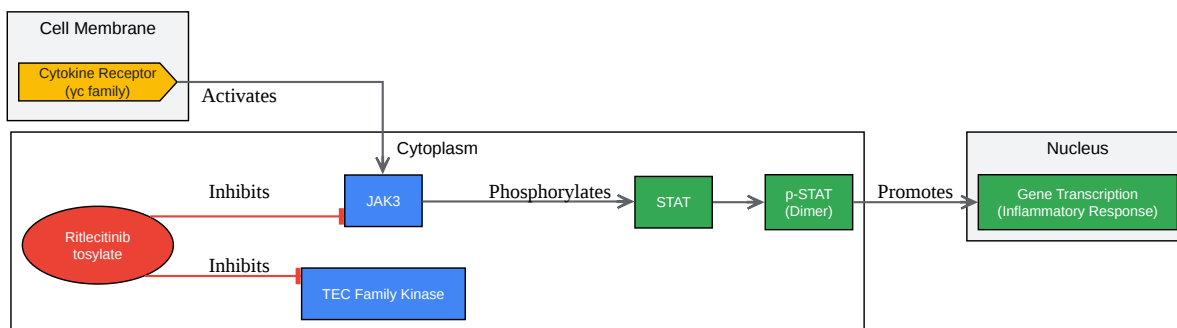 Cell Membrane
Cytokine Receptor
(γc family)
Activates
Cytoplasm
Nucleus
Inhibits
JAK3
Phosphorylates
STAT
p-STAT
(Dimer)
Promotes
Gene Transcription
(Inflammatory Response)
Ritlecitinib
tosylate
Inhibits
TEC Family Kinase